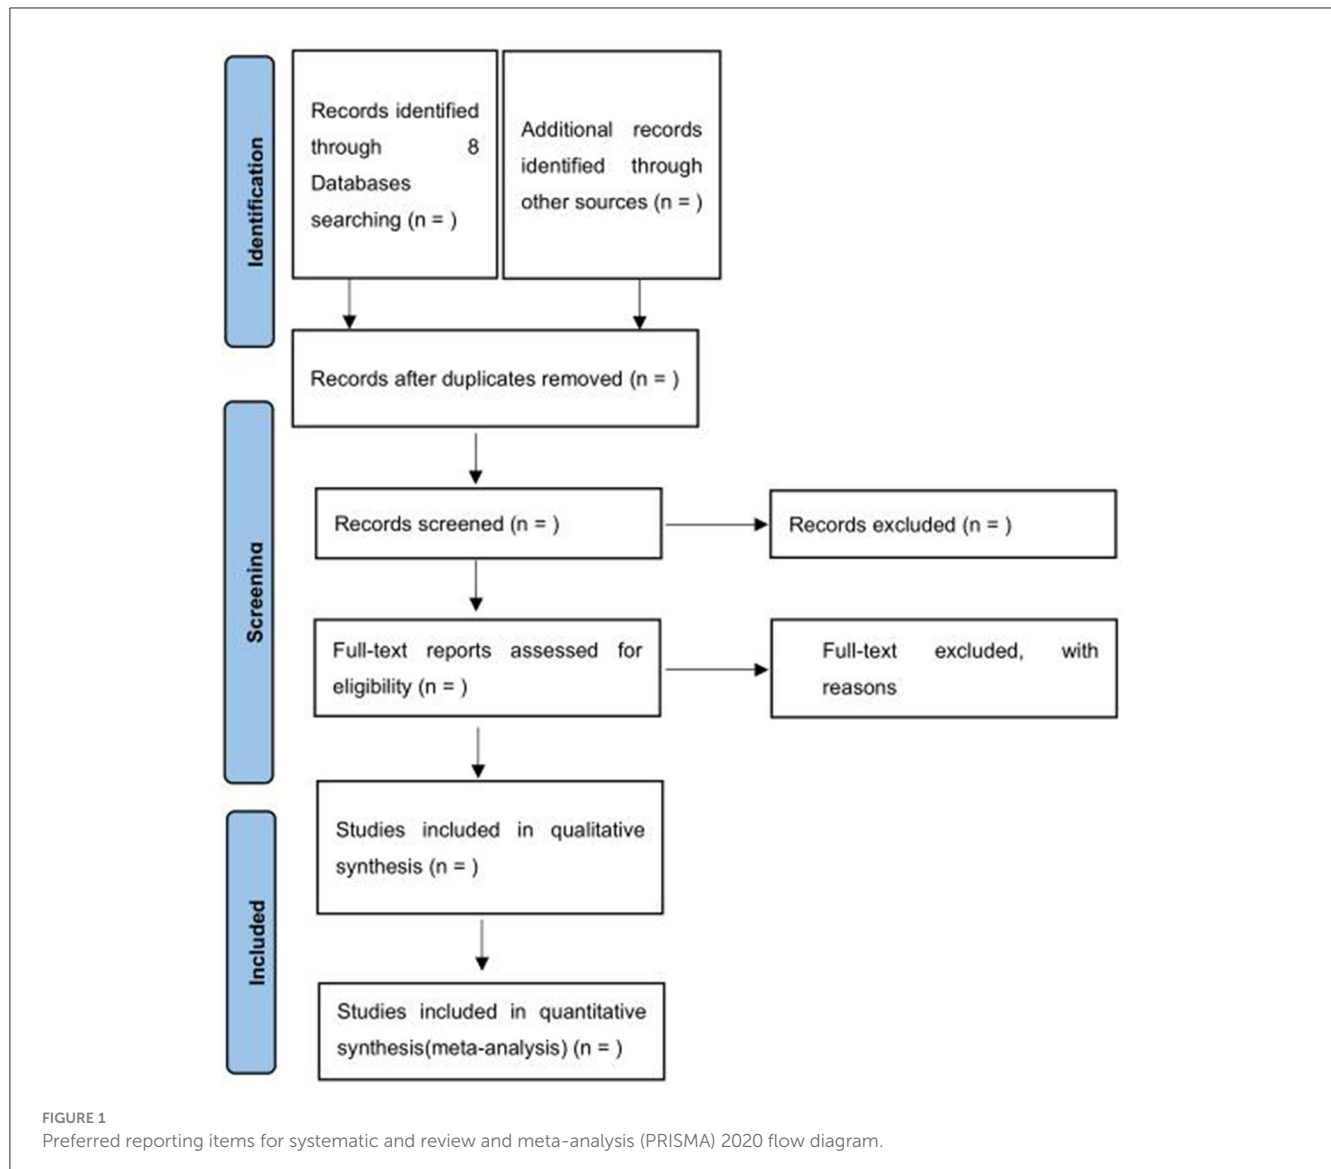 Identification
Records identified
through 8
Databases
searching (n = )
Additional records
identified through
other sources (n = )
Records after duplicates removed (n = )
Screening
Records screened (n = )
Records excluded (n = )
Full-text reports assessed for
eligibility (n = )
Full-text excluded, with
reasons
Included
Studies included in qualitative
synthesis (n = )
Studies included in quantitative
synthesis(meta-analysis) (n = )
FIGURE 1
Preferred reporting items for systematic and review and meta-analysis (PRISMA) 2020 flow diagram.